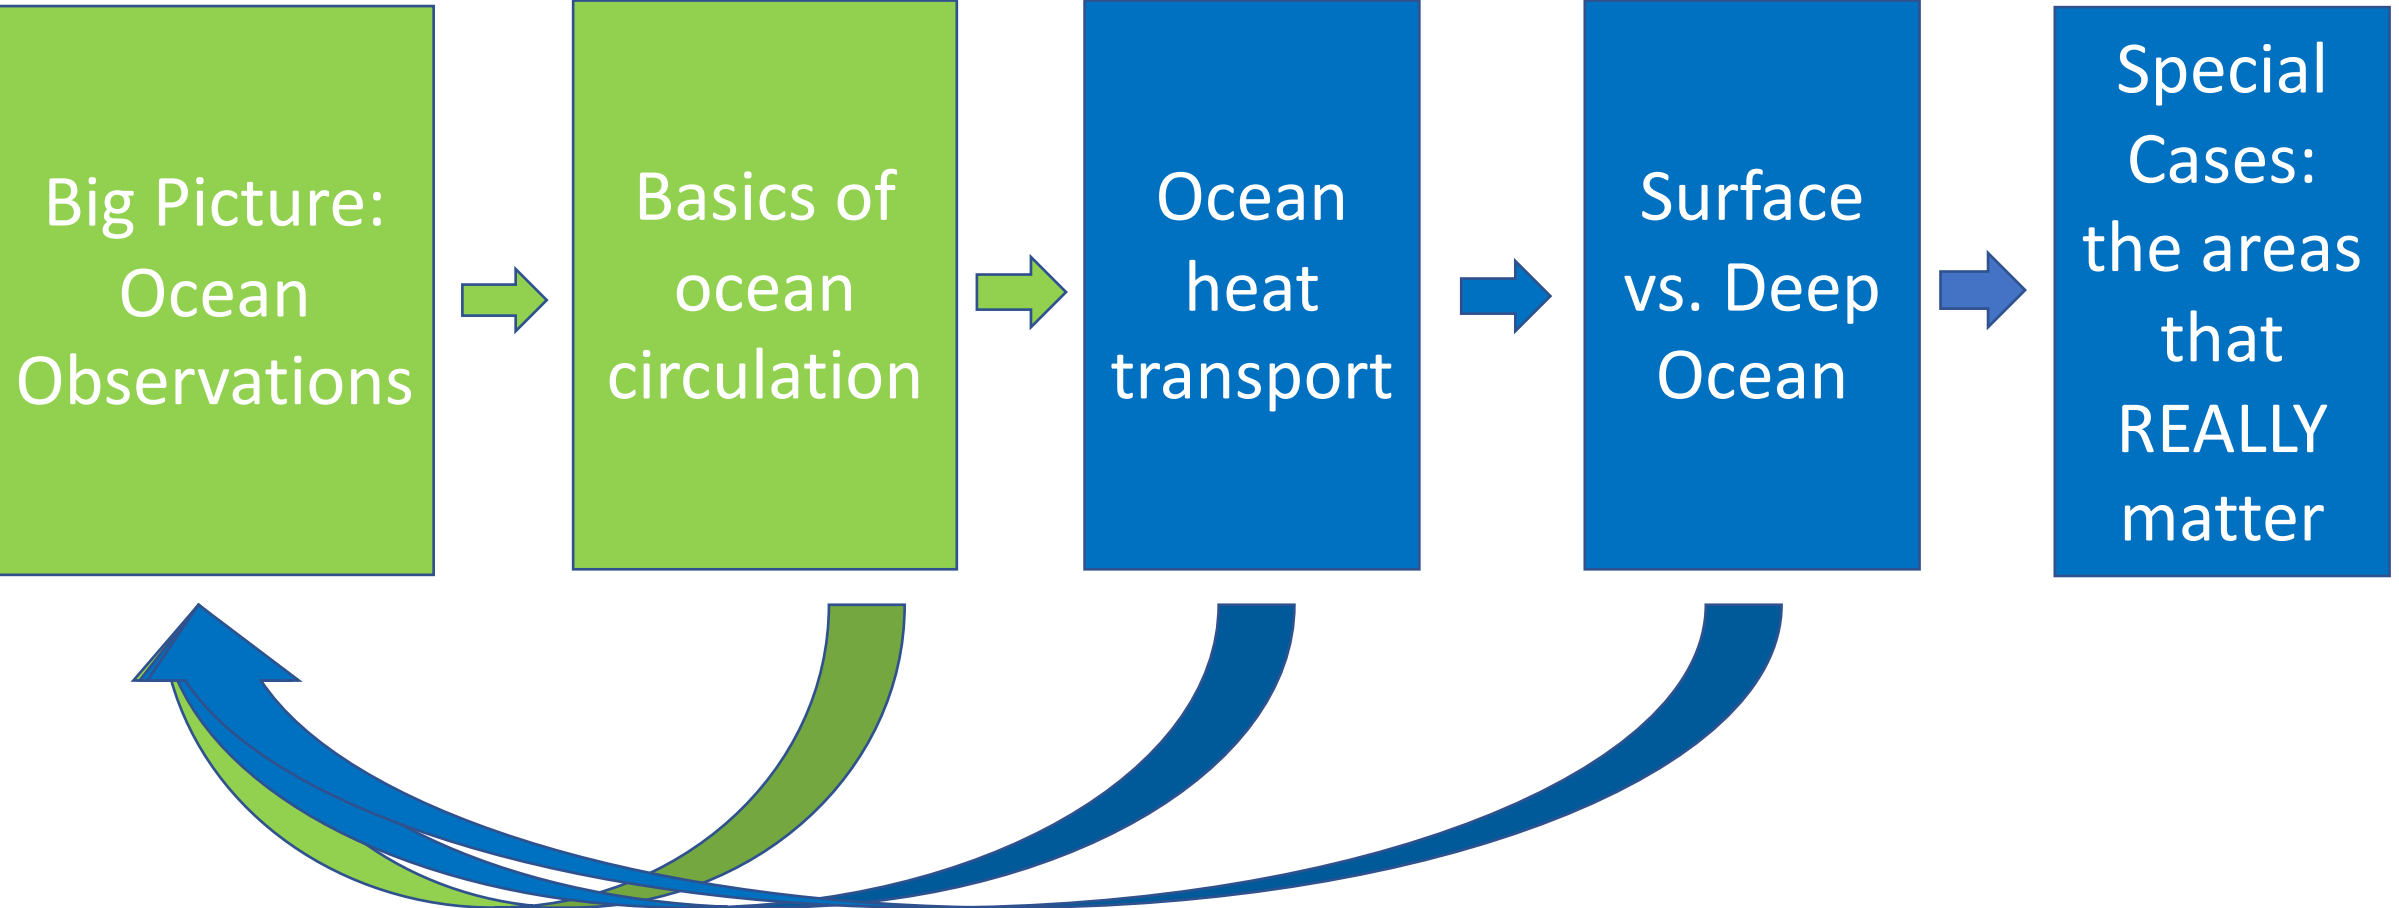 Big Picture:
Ocean
Observations
Basics of
ocean
circulation
Ocean
heat
transport
Surface
vs. Deep
Ocean
Special
Cases:
the areas
that
REALLY
matter